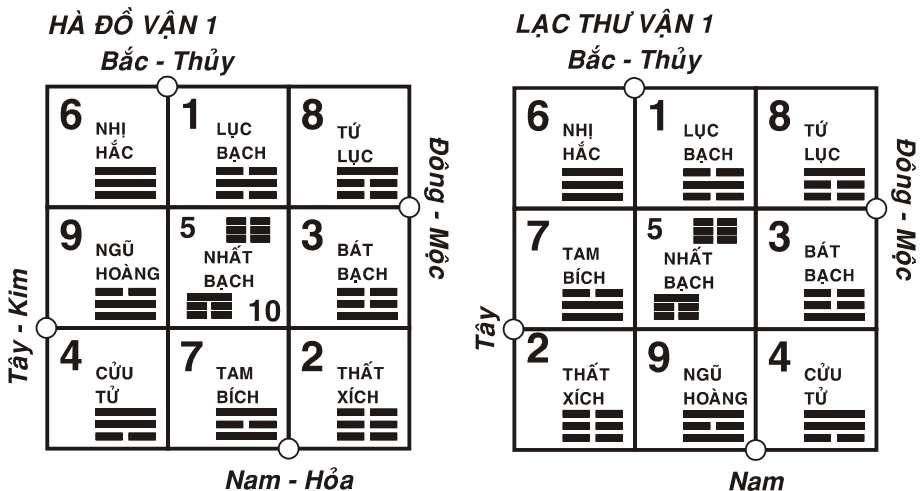 HÀ ĐỒ VẬN 1
Bắc - Thủy
6 NHỊ HẮC
1 LỤC BẠCH
8 TỨ LỤC
Đông - Mộc
9 NGŨ HOÀNG
5 NHẤT BẠCH 10
3 BÁT BẠCH
Tây - Kim
4 CỬU TỬ
7 TAM BÍCH
2 THẤT XÍCH
Nam - Hỏa
LẠC THƯ VẬN 1
Bắc - Thủy
6 NHỊ HẮC
1 LỤC BẠCH
8 TỨ LỤC
Đông - Mộc
7 TAM BÍCH
5 NHẤT BẠCH
3 BÁT BẠCH
Tây
2 THẤT XÍCH
9 NGŨ HOÀNG
4 CỬU TỬ
Nam